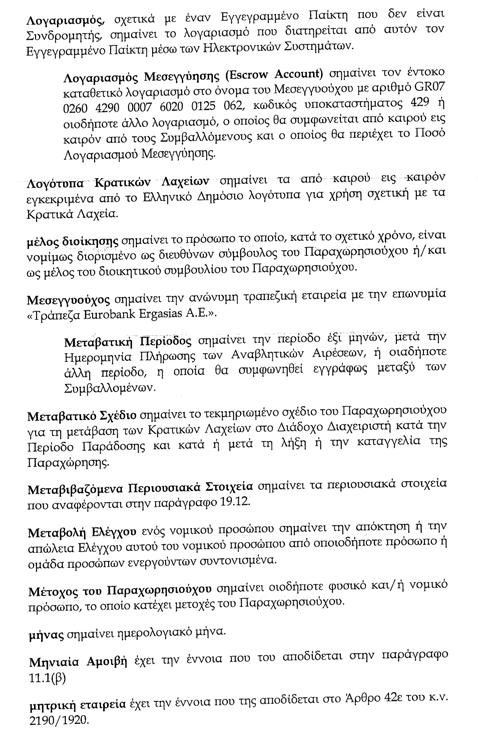 Λογαριασμός, σχετικά με έναν Εγγεγραμμένο Παίκτη που δεν είναι
Συνδρομητής, σημαίνει το λογαριασμό που διατηρείται από αυτόν τον
Εγγεγραμμένο Παίκτη μέσω των Ηλεκτρονικών Συστημάτων.
Λογαριασμός Μεσεγγύησης (Escrow Account) σημαίνει τον έντοκο
καταθετικό λογαριασμό στο όνομα του Μεσεγγυούχου με αριθμό GR07
0260 4290 0007 6020 0125 062, κωδικός υποκαταστήματος 429 ή
οιοδήποτε άλλο λογαριασμό, ο οποίος θα συμφωνείται από καιρού εις
καιρόν από τους Συμβαλλόμενους και ο οποίος θα περιέχει το Ποσό
Λογαριασμού Μεσεγγύησης.
Λογότυπα Κρατικών Λαχείων σημαίνει τα από καιρού εις καιρόν
εγκεκριμένα από το Ελληνικό Δημόσιο λογότυπα για χρήση σχετική με τα
Κρατικά Λαχεία.
μέλος διοίκησης σημαίνει το πρόσωπο το οποίο, κατά το σχετικό χρόνο, είναι
νομίμως διορισμένο ως διευθύνων σύμβουλος του Παραχωρησιούχου ή/και
ως μέλος του διοικητικού συμβουλίου του Παραχωρησιούχου.
Μεσεγγυούχος σημαίνει την ανώνυμη τραπεζική εταιρεία με την επωνυμία
«Τράπεζα Eurobank Ergasias Α.Ε.».
Μεταβατική Περίοδος σημαίνει την περίοδο έξι μηνών, μετά την
Ημερομηνία Πλήρωσης των Αναβλητικών Αιρέσεων, ή οιαδήποτε
άλλη περίοδο, η οποία θα συμφωνηθεί εγγράφως μεταξύ των
Συμβαλλομένων.
Μεταβατικό Σχέδιο σημαίνει το τεκμηριωμένο σχέδιο του Παραχωρησιούχου
για τη μετάβαση των Κρατικών Λαχείων στο Διάδοχο Διαχειριστή κατά την
Περίοδο Παράδοσης και κατά ή μετά τη λήξη ή την καταγγελία της
Παραχώρησης.
Μεταβιβαζόμενα Περιουσιακά Στοιχεία σημαίνει τα περιουσιακά στοιχεία
που αναφέρονται στην παράγραφο 19.12.
Μεταβολή Ελέγχου ενός νομικού προσώπου σημαίνει την απόκτηση ή την
απώλεια Ελέγχου αυτού του νομικού προσώπου από οποιοδήποτε πρόσωπο ή
ομάδα προσώπων ενεργούντων συντονισμένα.
Μέτοχος του Παραχωρησιούχου σημαίνει οιοδήποτε φυσικό και/ή νομικό
πρόσωπο, το οποίο κατέχει μετοχές του Παραχωρησιούχου.
μήνας σημαίνει ημερολογιακό μήνα.
Μηνιαία Αμοιβή έχει την έννοια που του αποδίδεται στην παράγραφο
11.1(β)
μητρική εταιρεία έχει την έννοια που της αποδίδεται στο Άρθρο 42ε του κ.ν.
2190/1920.